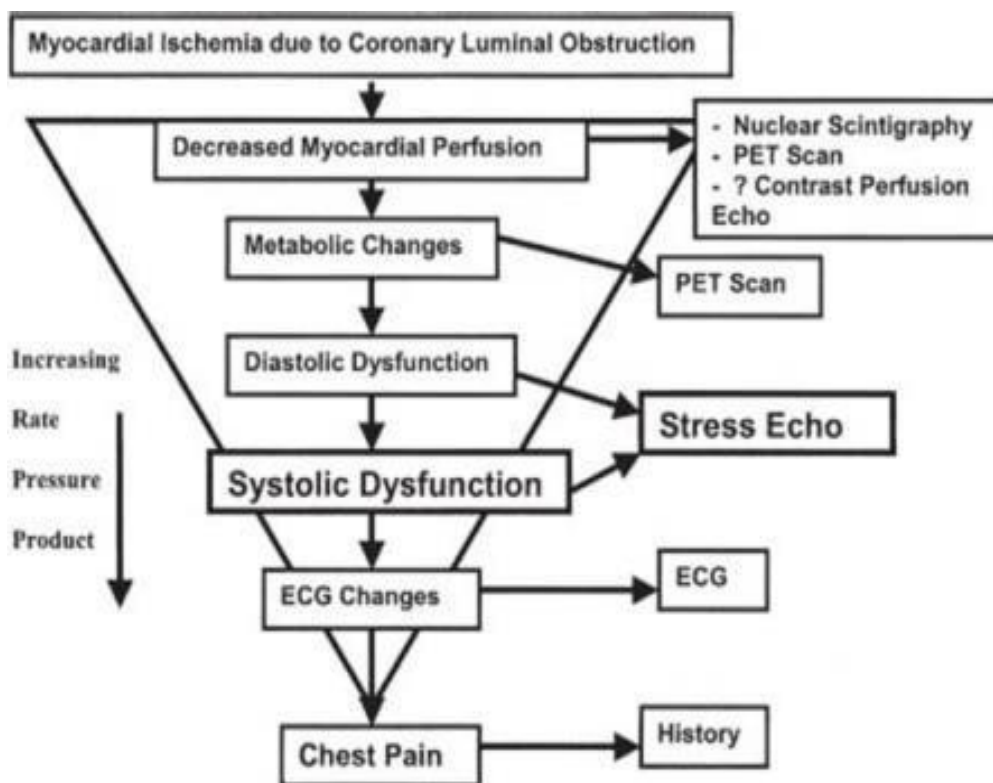 Myocardial Ischemia due to Coronary Luminal Obstruction
Decreased Myocardial Perfusion
- Nuclear Scintigraphy
- PET Scan
- ? Contrast Perfusion
Echo
Metabolic Changes
PET Scan
Diastolic Dysfunction
Stress Echo
Systolic Dysfunction
ECG Changes
ECG
Chest Pain
History
Increasing
Rate
Pressure
Product